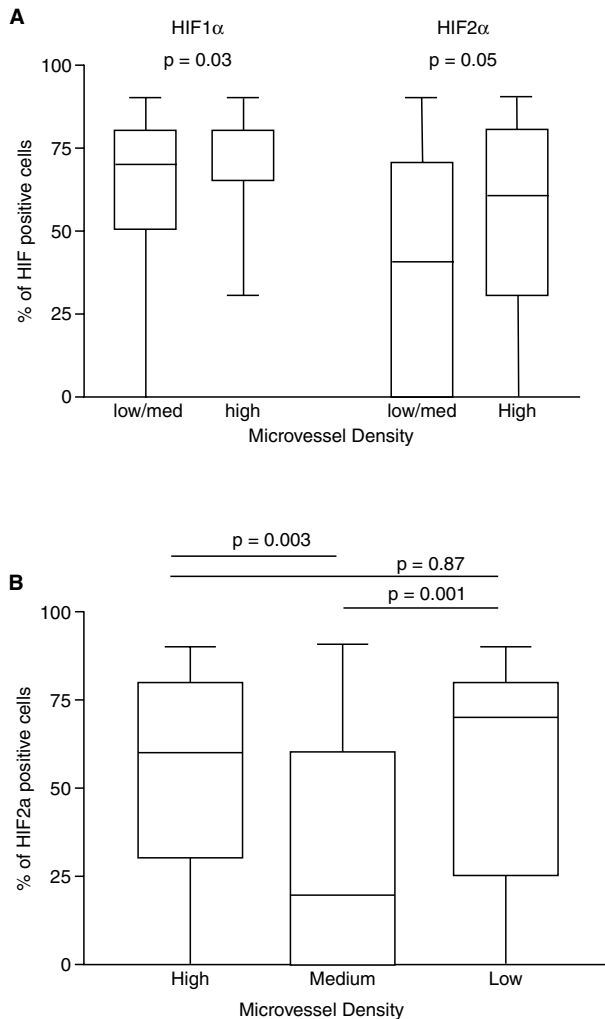 A
HIF1α
HIF2α
p = 0.03
p = 0.05
% of HIF positive cells
100
75
50
25
0
low/med
high
low/med
High
Microvessel Density
p = 0.003
p = 0.87
p = 0.001
B
% of HIF2a positive cells
100
75
50
25
0
High
Medium
Low
Microvessel Density